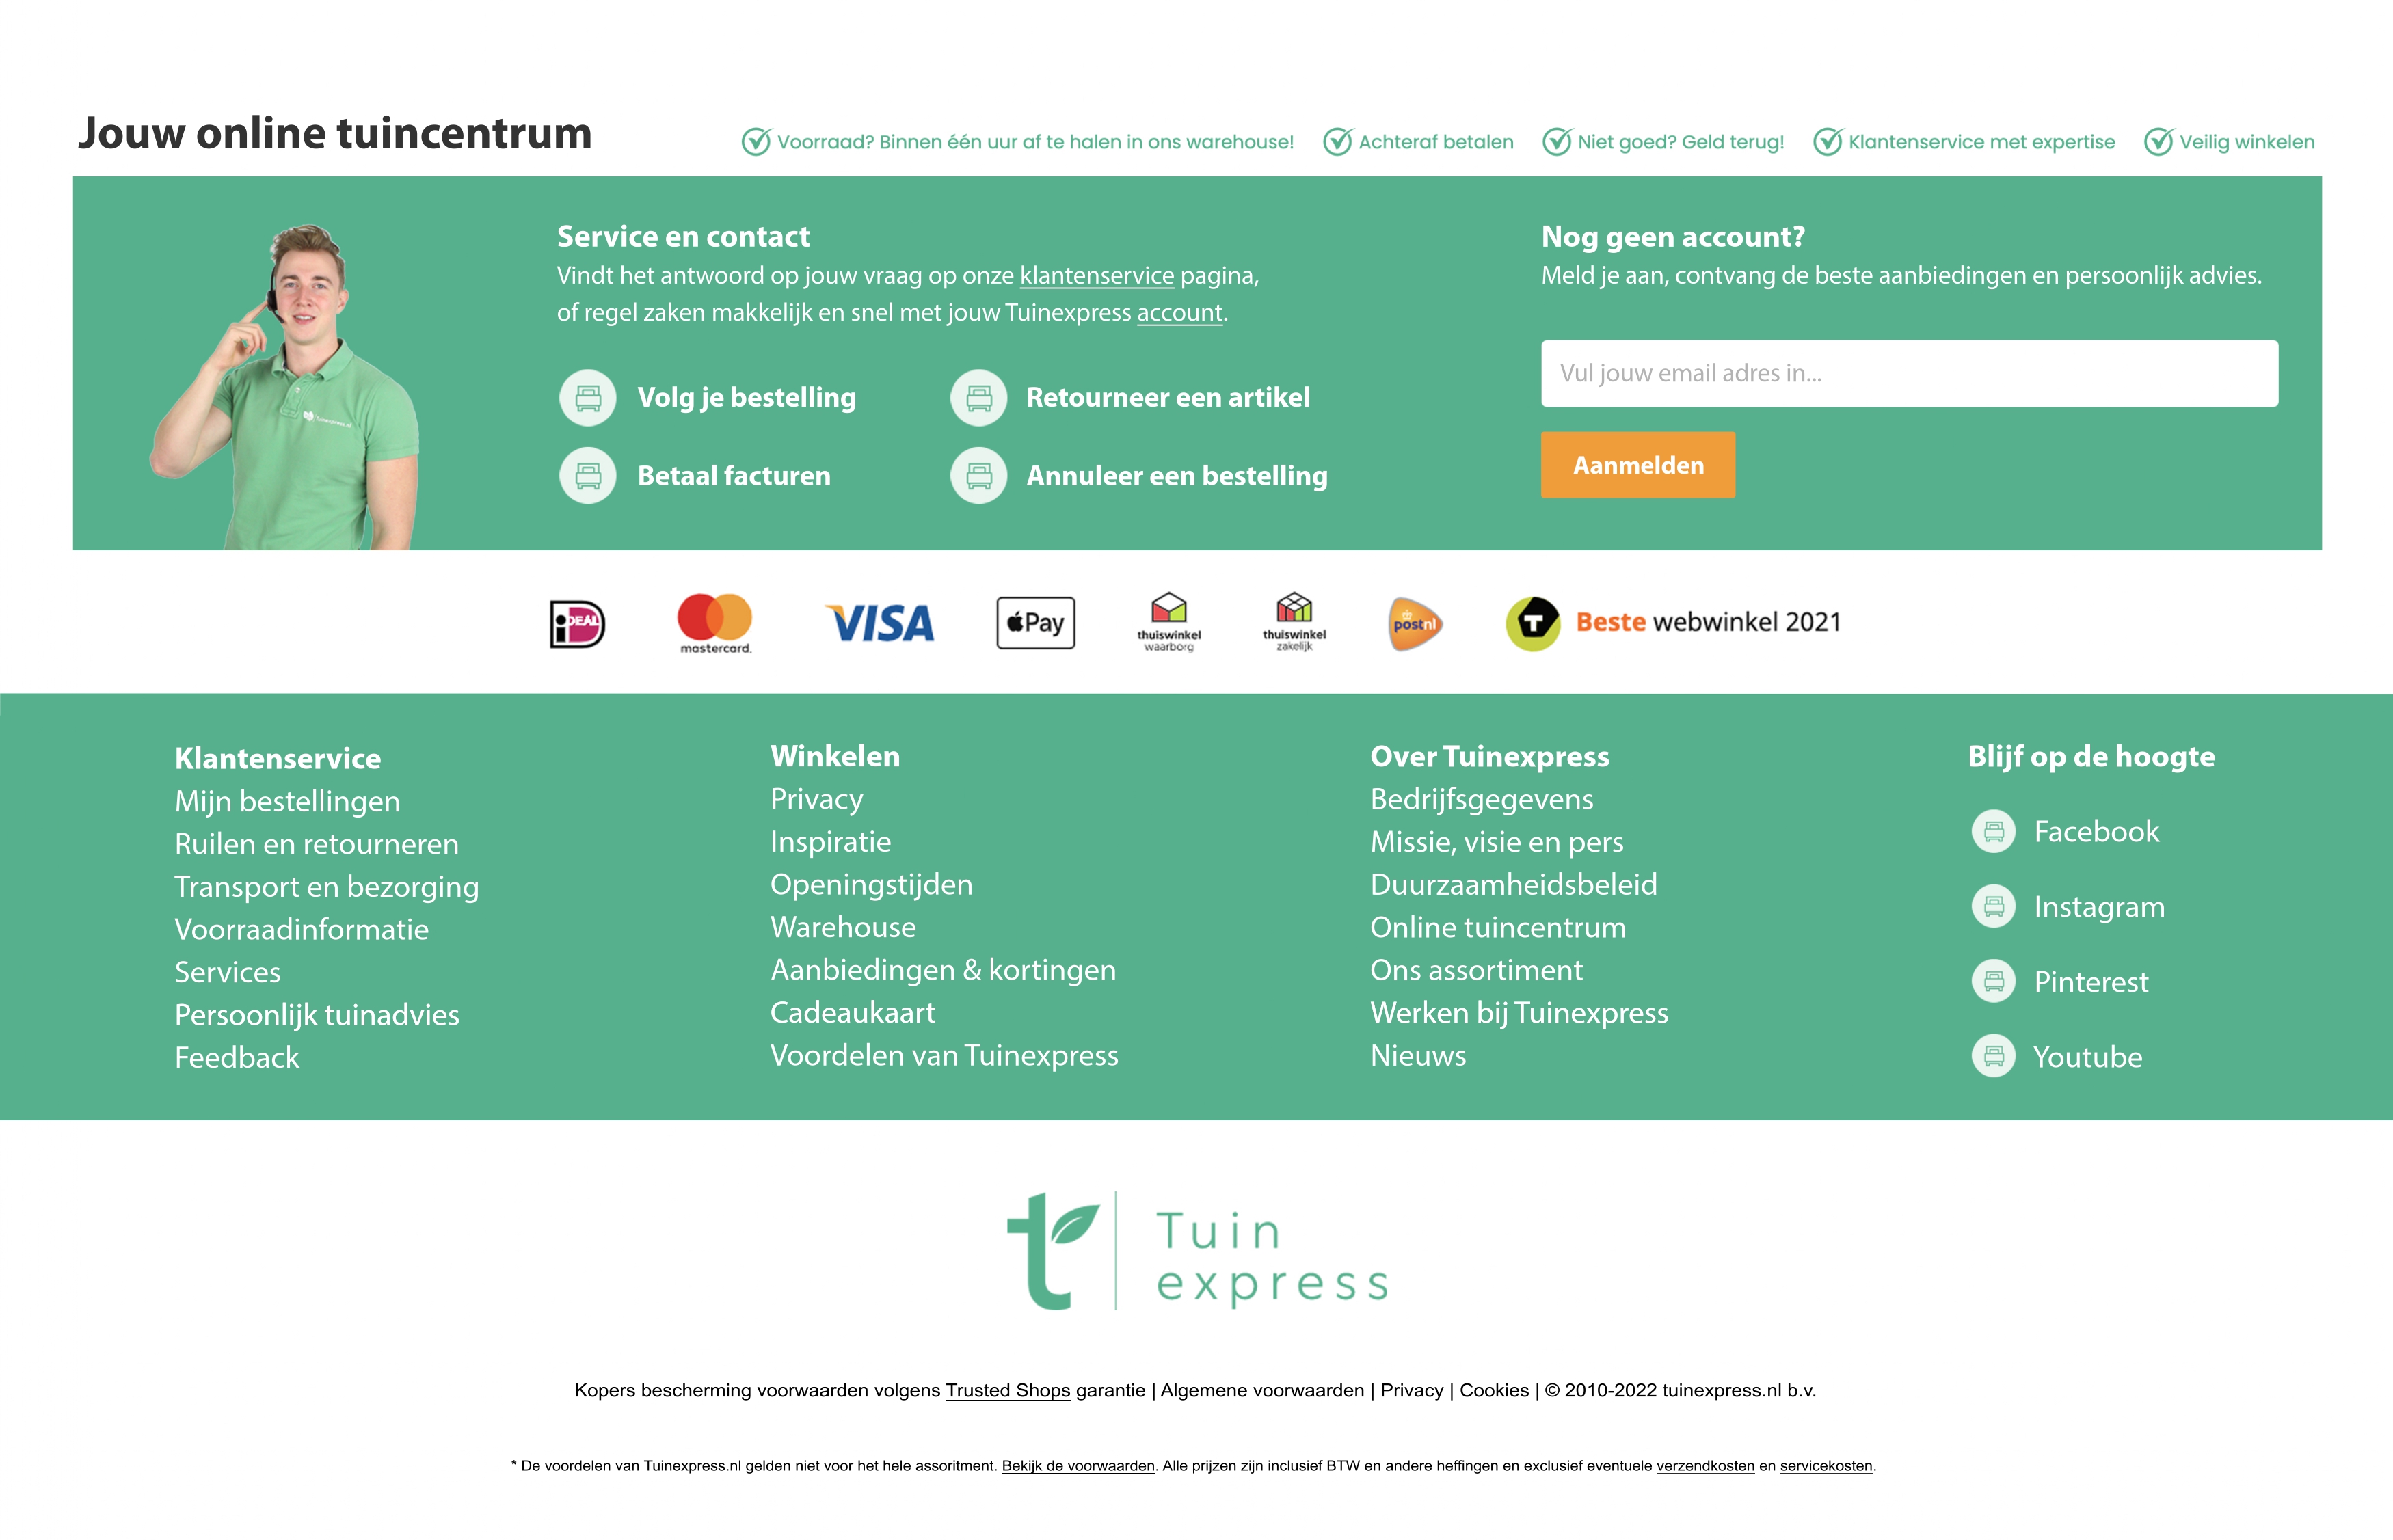 Jouw online tuincentrum
Voorraad? Binnen één uur af te halen in ons warehouse!
Achteraf betalen
Niet goed? Geld terug!
Klantenservice met expertise
Veilig winkelen
Service en contact
Vindt het antwoord op jouw vraag op onze klantenservice pagina,
of regel zaken makkelijk en snel met jouw Tuinexpress account.
Volg je bestelling
Retourneer een artikel
Betaal facturen
Annuleer een bestelling
Nog geen account?
Meld je aan, contvang de beste aanbiedingen en persoonlijk advies.
Vul jouw email adres in...
Aanmelden
Tuinexpress.nl
iDEAL
mastercard.
VISA
Pay
thuiswinkel
waarborg
thuiswinkel
zakelijk
postnl
T
Beste webwinkel 2021
Klantenservice
Mijn bestellingen
Ruilen en retourneren
Transport en bezorging
Voorraadinformatie
Services
Persoonlijk tuinadvies
Feedback
Winkelen
Privacy
Inspiratie
Openingstijden
Warehouse
Aanbiedingen & kortingen
Cadeaukaart
Voordelen van Tuinexpress
Over Tuinexpress
Bedrijfsgegevens
Missie, visie en pers
Duurzaamheidsbeleid
Online tuincentrum
Ons assortiment
Werken bij Tuinexpress
Nieuws
Blijf op de hoogte
Facebook
Instagram
Pinterest
Youtube
t
Tuin
express
Kopers bescherming voorwaarden volgens Trusted Shops garantie | Algemene voorwaarden | Privacy | Cookies | © 2010-2022 tuinexpress.nl b.v.
* De voordelen van Tuinexpress.nl gelden niet voor het hele assoritment. Bekijk de voorwaarden. Alle prijzen zijn inclusief BTW en andere heffingen en exclusief eventuele verzendkosten en servicekosten.